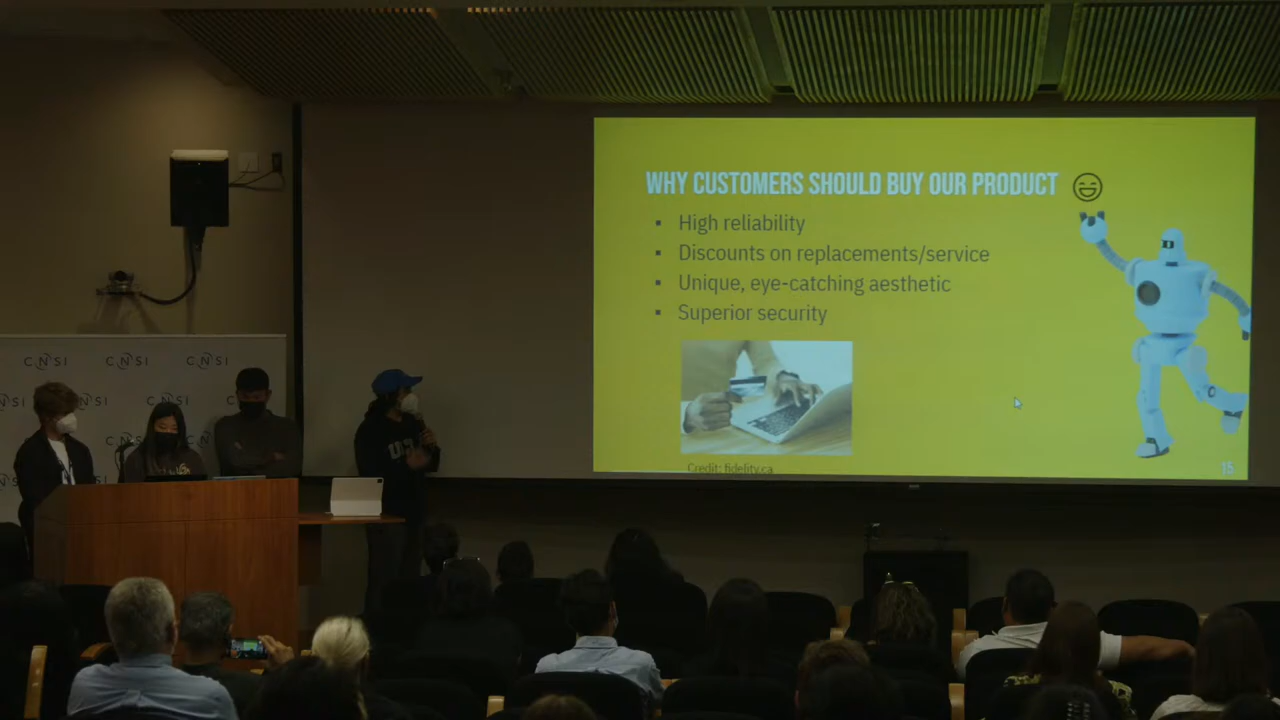 WHY CUSTOMERS SHOULD BUY OUR PRODUCT
▪ High reliability
▪ Discounts on replacements/service
▪ Unique, eye-catching aesthetic
▪ Superior security
Credit: fidelity.ca
15
CNSI CNSI CNSI
CNSI